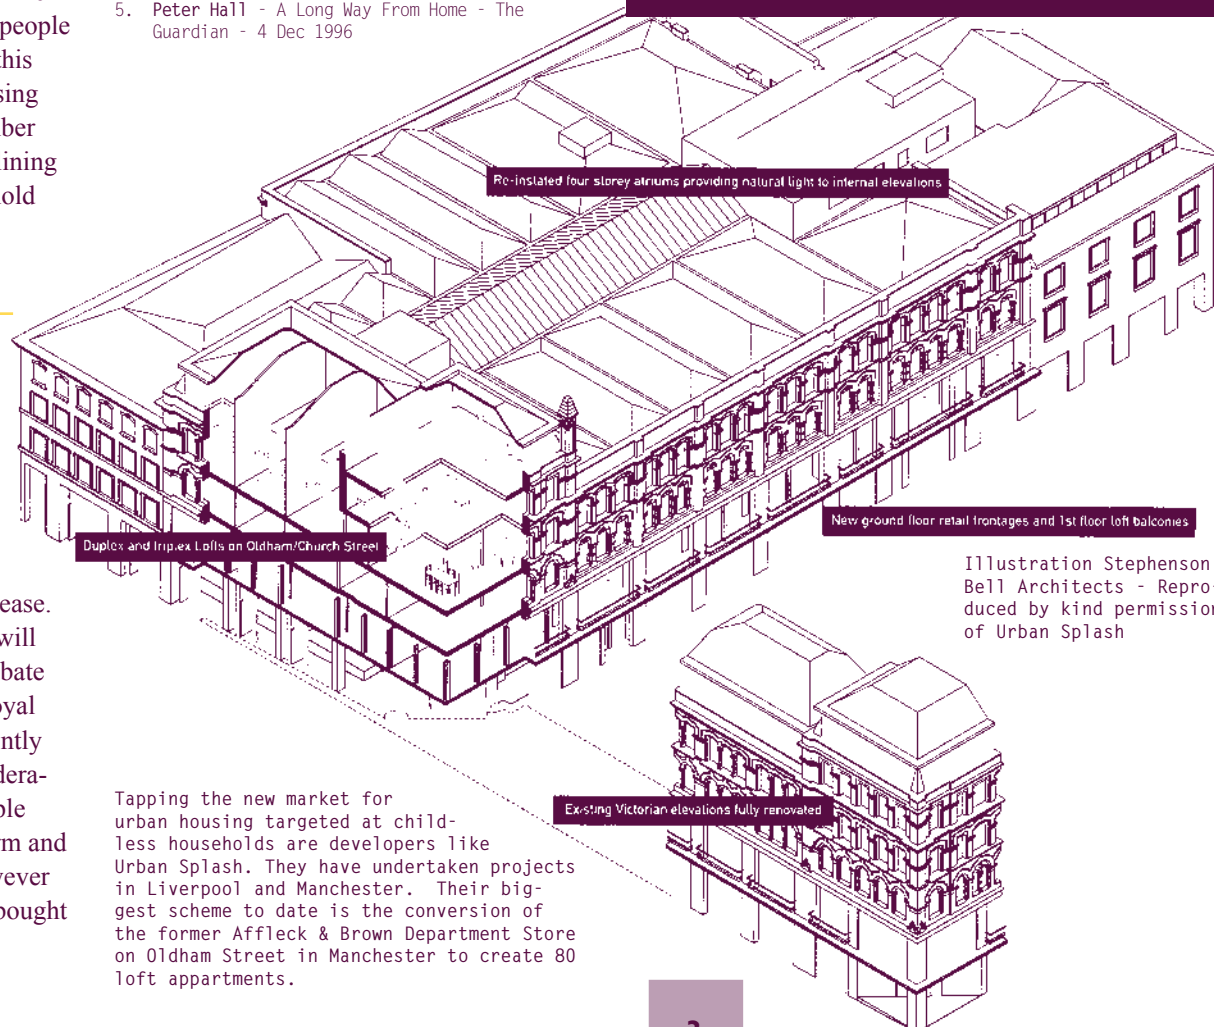 people
this
sing
ber
ining
old
5. Peter Hall - A Long Way From Home - The
Guardian - 4 Dec 1996
Re-instated four storey atriums providing natural light to internal elevations
Duplex and triplex Lofts on Oldham/Church Street
New ground floor retail frontages and 1st floor loft balconies
Illustration Stephenson
Bell Architects - Repro-
duced by kind permission
of Urban Splash
ease.
will
bate
oyal
ntly
dera-
ble
rm and
vever
bought
Existing Victorian elevations fully renovated
Tapping the new market for
urban housing targeted at child-
less households are developers like
Urban Splash. They have undertaken projects
in Liverpool and Manchester. Their big-
gest scheme to date is the conversion of
the former Affleck & Brown Department Store
on Oldham Street in Manchester to create 80
loft appartments.